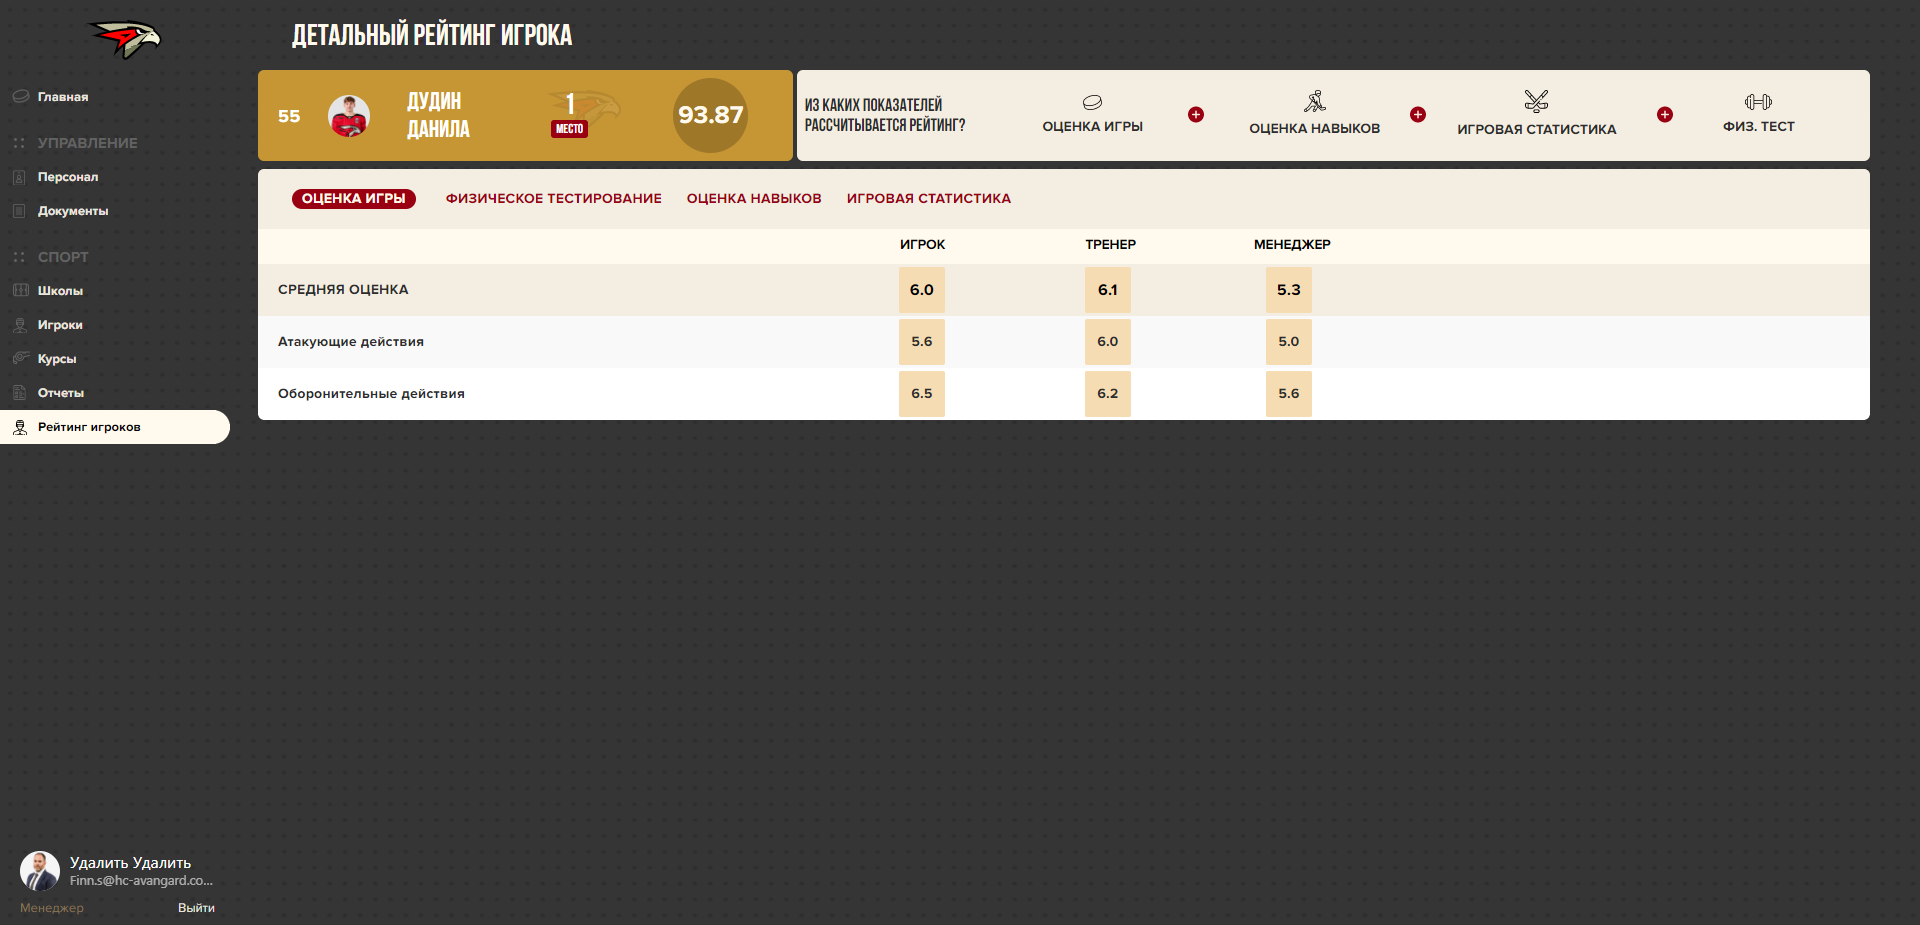 ДЕТАЛЬНЫЙ РЕЙТИНГ ИГРОКА
Главная
УПРАВЛЕНИЕ
Персонал
Документы
СПОРТ
Школы
Игроки
Курсы
Отчеты
Рейтинг игроков
55
ДУДИН
ДАНИЛА
1
МЕСТО
93.87
ИЗ КАКИХ ПОКАЗАТЕЛЕЙ
РАССЧИТЫВАЕТСЯ РЕЙТИНГ?
ОЦЕНКА ИГРЫ
ОЦЕНКА НАВЫКОВ
ИГРОВАЯ СТАТИСТИКА
ФИЗ. ТЕСТ
ОЦЕНКА ИГРЫ ФИЗИЧЕСКОЕ ТЕСТИРОВАНИЕ ОЦЕНКА НАВЫКОВ ИГРОВАЯ СТАТИСТИКА
ИГРОК ТРЕНЕР МЕНЕДЖЕР
СРЕДНЯЯ ОЦЕНКА 6.0 6.1 5.3
Атакующие действия 5.6 6.0 5.0
Оборонительные действия 6.5 6.2 5.6
Удалить Удалить
Finn.s@hc-avangard.co...
Менеджер Выйти